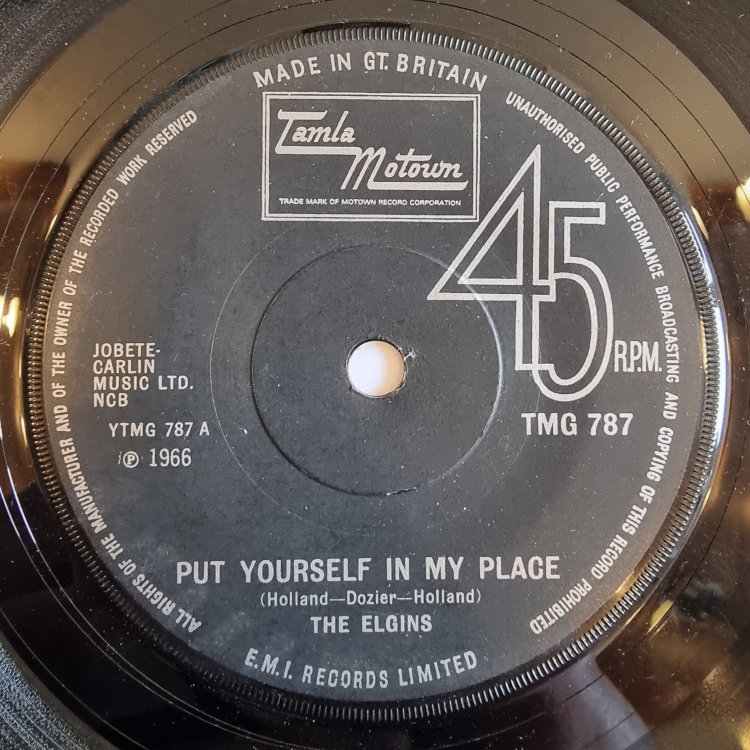 MADE IN GT. BRITAIN
Tamla
Motown
TRADE MARK OF MOTOWN RECORD CORPORATION
UNAUTHORISED PUBLIC PERFORMANCE BROADCASTING AND COPYING OF THIS RECORD PROHIBITED
ALL RIGHTS OF THE MANUFACTURER AND OF THE OWNER OF THE RECORDED WORK RESERVED
45
R.P.M.
TMG 787
JOBETE-
CARLIN
MUSIC LTD.
NCB
YTMG 787 A
℗ 1966
PUT YOURSELF IN MY PLACE
(Holland—Dozier—Holland)
THE ELGINS
E.M.I. RECORDS LIMITED